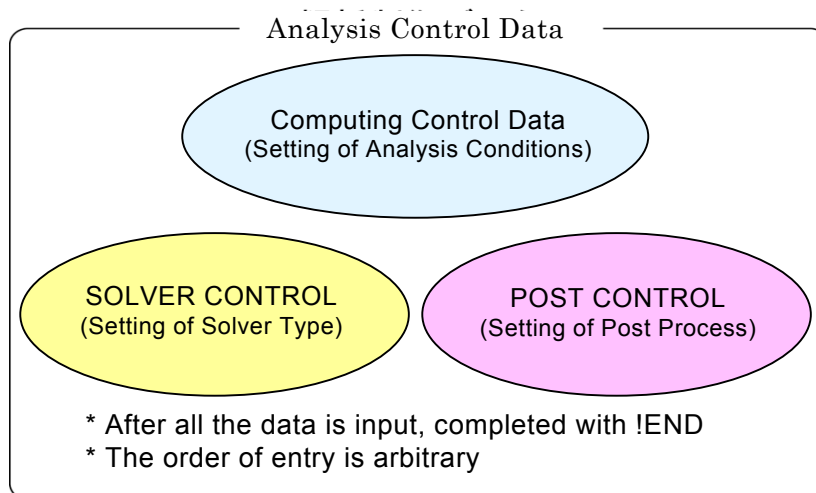 Analysis Control Data
Computing Control Data
(Setting of Analysis Conditions)
SOLVER CONTROL
(Setting of Solver Type)
POST CONTROL
(Setting of Post Process)
* After all the data is input, completed with !END
* The order of entry is arbitrary